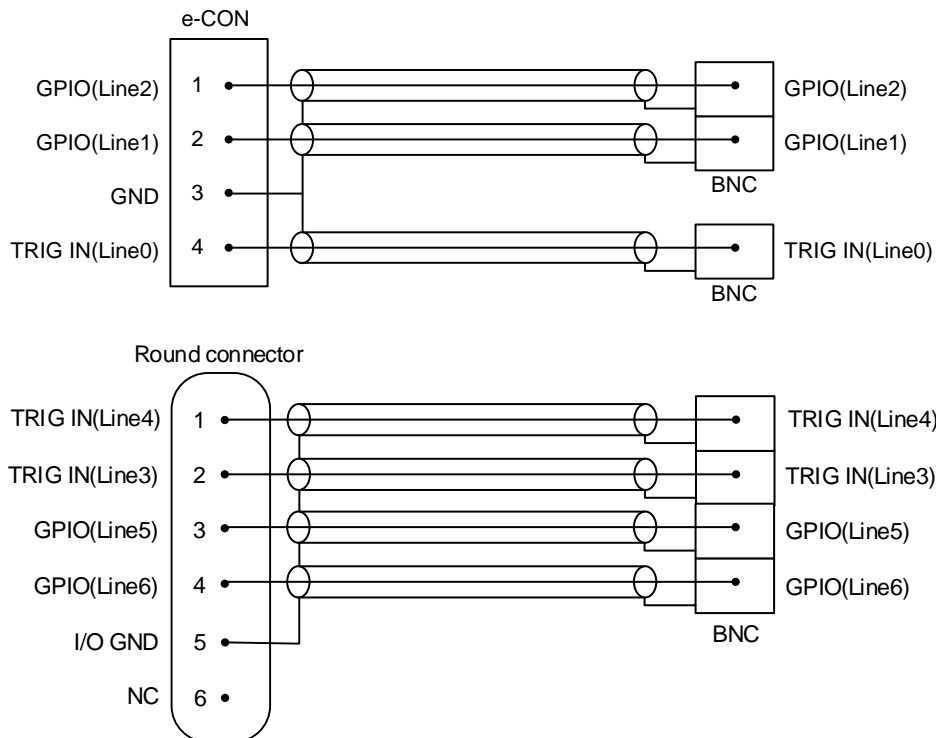 e-CON
GPIO(Line2) 1 GPIO(Line2)
GPIO(Line1) 2 GPIO(Line1)
BNC
GND 3
TRIG IN(Line0) 4 TRIG IN(Line0)
BNC
Round connector
TRIG IN(Line4) 1 TRIG IN(Line4)
TRIG IN(Line3) 2 TRIG IN(Line3)
GPIO(Line5) 3 GPIO(Line5)
GPIO(Line6) 4 GPIO(Line6)
I/O GND 5 BNC
NC 6